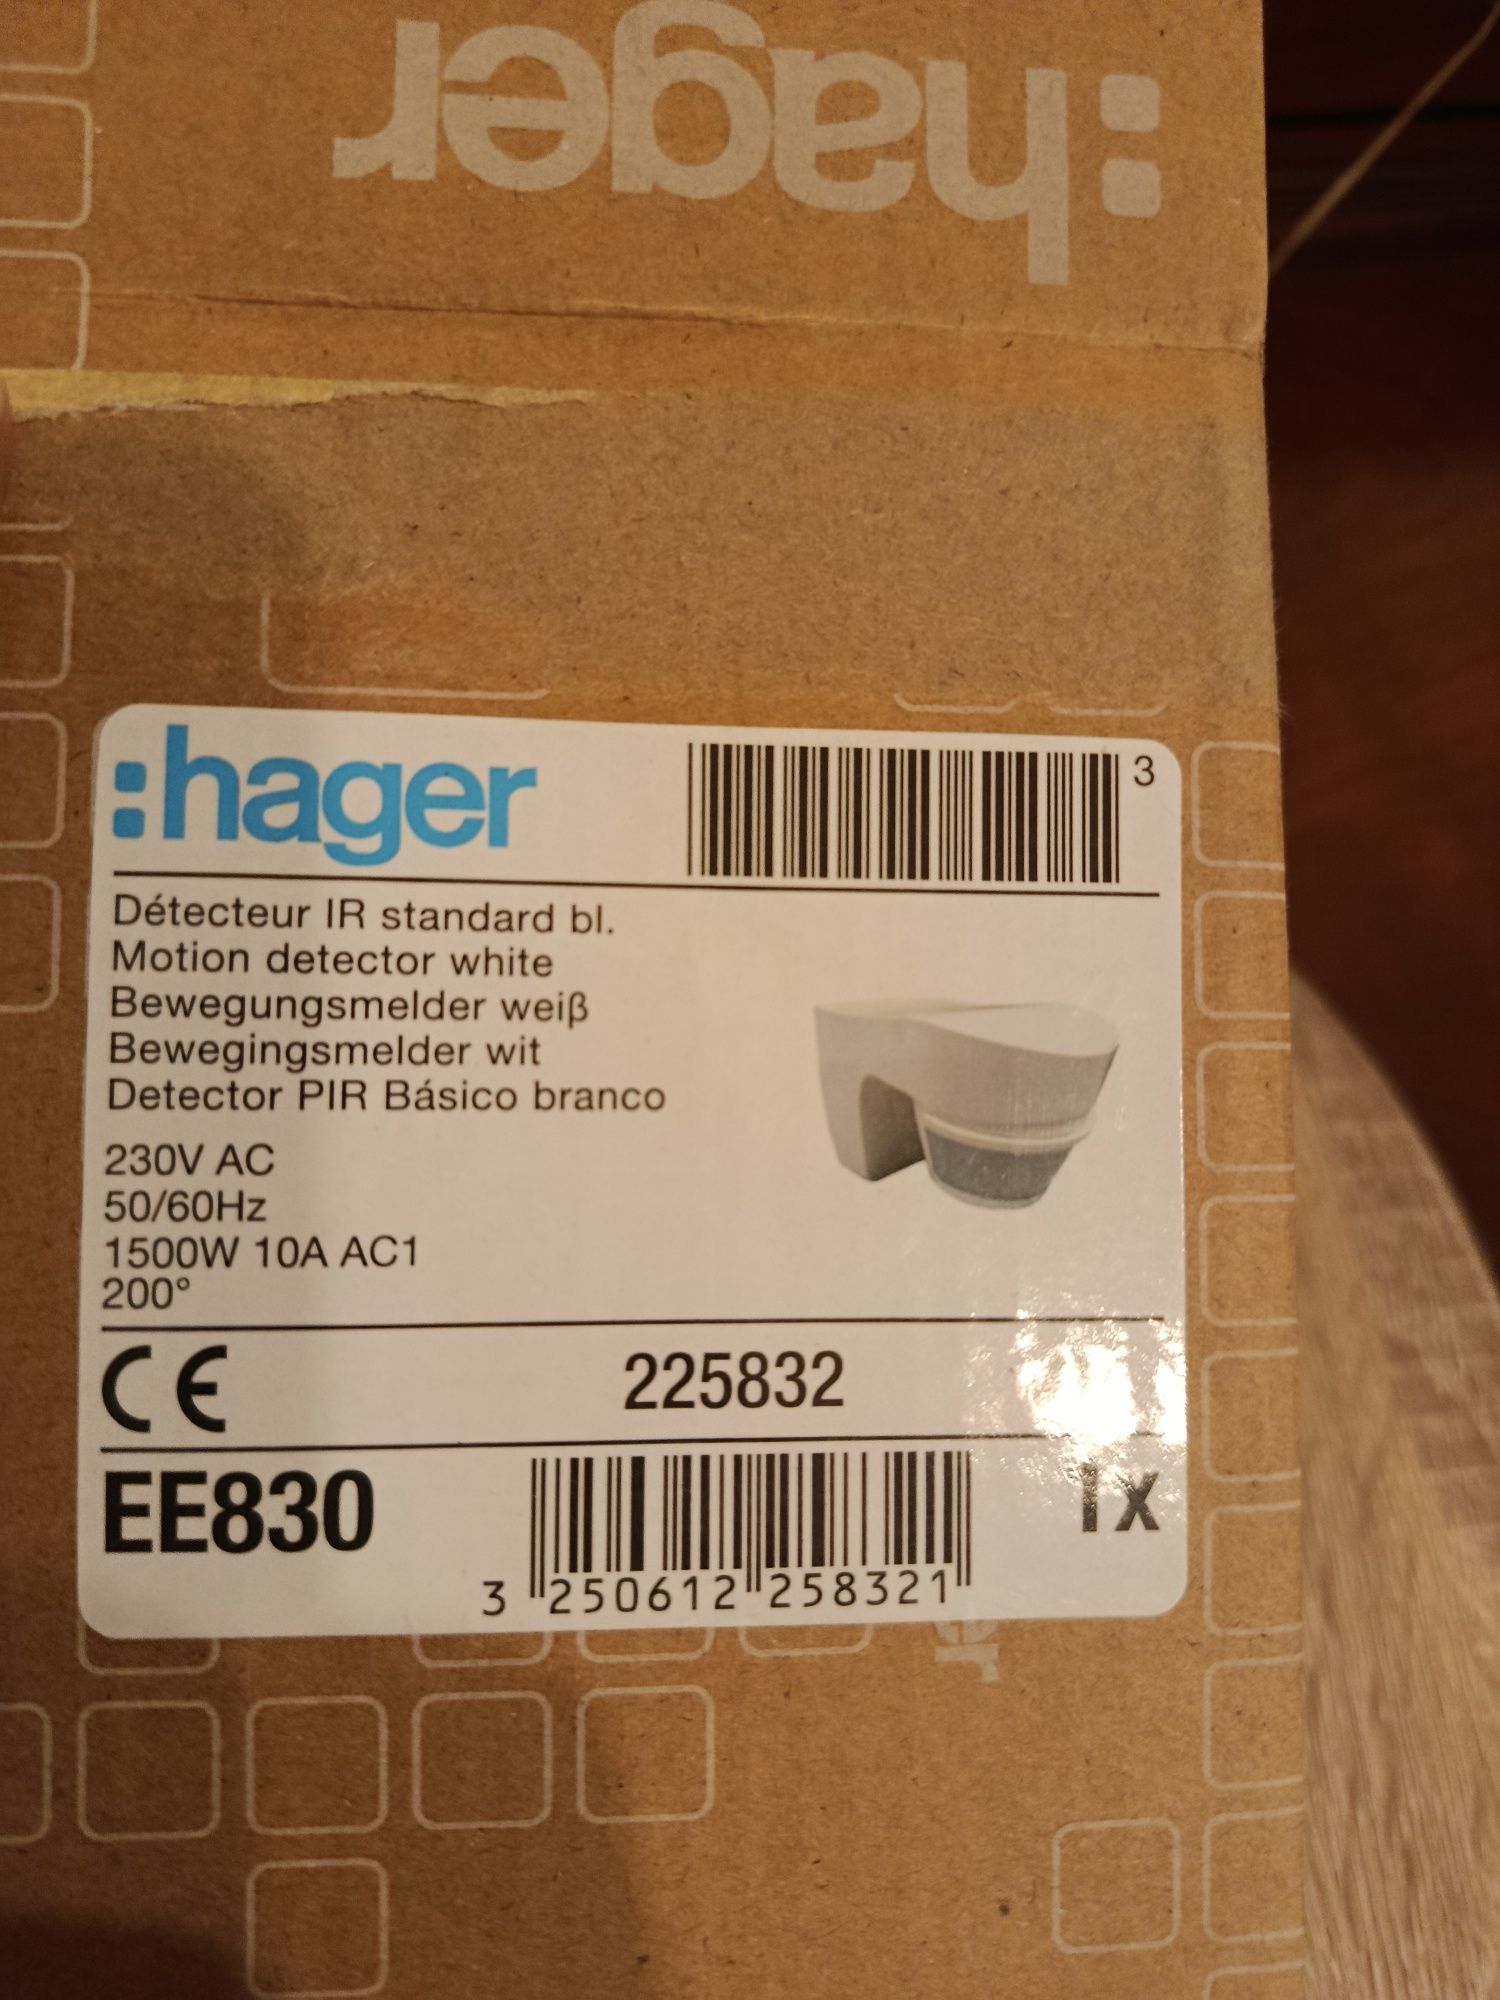 :hager
:hager
3
Détecteur IR standard bl.
Motion detector white
Bewegungsmelder weiß
Bewegingsmelder wit
Detector PIR Básico branco
230V AC
50/60Hz
1500W 10A AC1
200°
CE
225832
EE830
1x
3 250612 258321
er